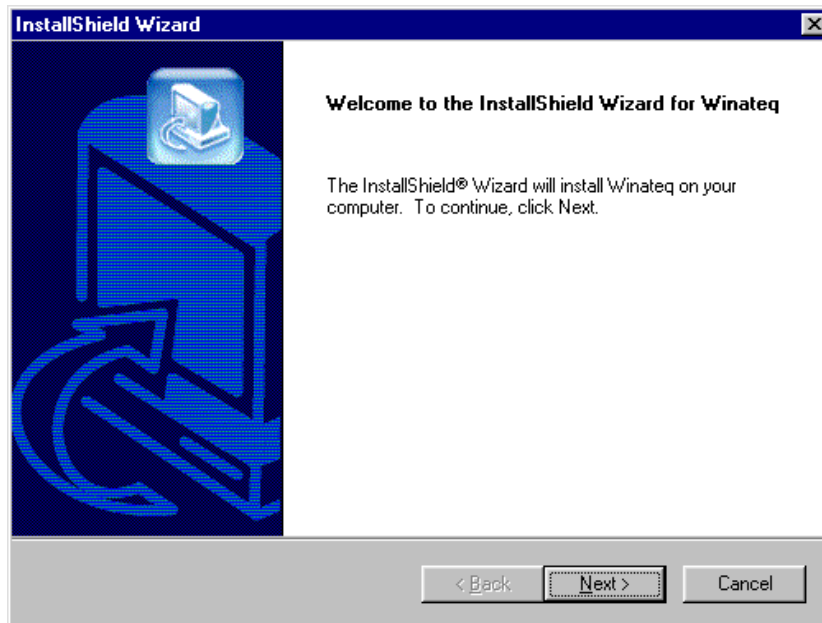 InstallShield Wizard
Welcome to the InstallShield Wizard for Winateq
The InstallShield® Wizard will install Winateq on your
computer.  To continue, click Next.
< Back
Next >
Cancel